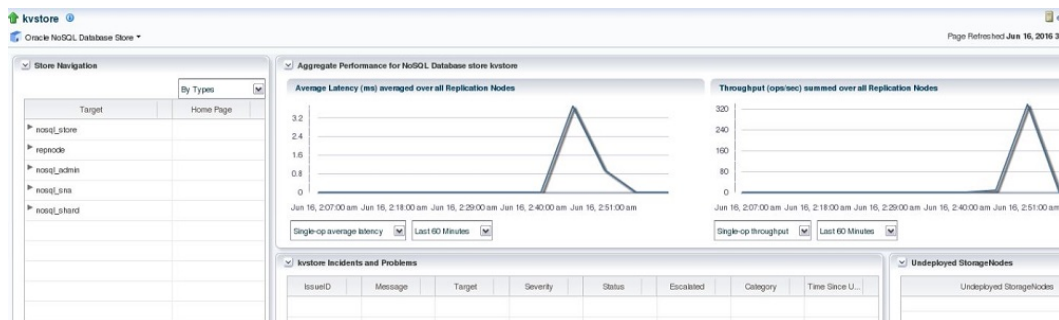 kvstore
Oracle NoSQL Database Store
Page Refreshed Jun 16, 2016
Store Navigation
By Types
Target Home Page
nosql_store
repnode
nosql_admin
nosql_sna
nosql_shard
Aggregate Performance for NoSQL Database store kvstore
Average Latency (ms) averaged over all Replication Nodes
3.2
2.4
1.6
0.8
0
Jun 16, 2:07:00 am Jun 16, 2:18:00 am Jun 16, 2:29:00 am Jun 16, 2:40:00 am Jun 16, 2:51:00 am
Single-op average latency Last 60 Minutes
Throughput (ops/sec) summed over all Replication Nodes
320
240
160
80
0
Jun 16, 2:07:00 am Jun 16, 2:18:00 am Jun 16, 2:29:00 am Jun 16, 2:40:00 am Jun 16, 2:51:00 am
Single-op throughput Last 60 Minutes
kvstore Incidents and Problems
IssueID Message Target Severity Status Escalated Category Time Since U...
Undeployed StorageNodes
Undeployed StorageNodes